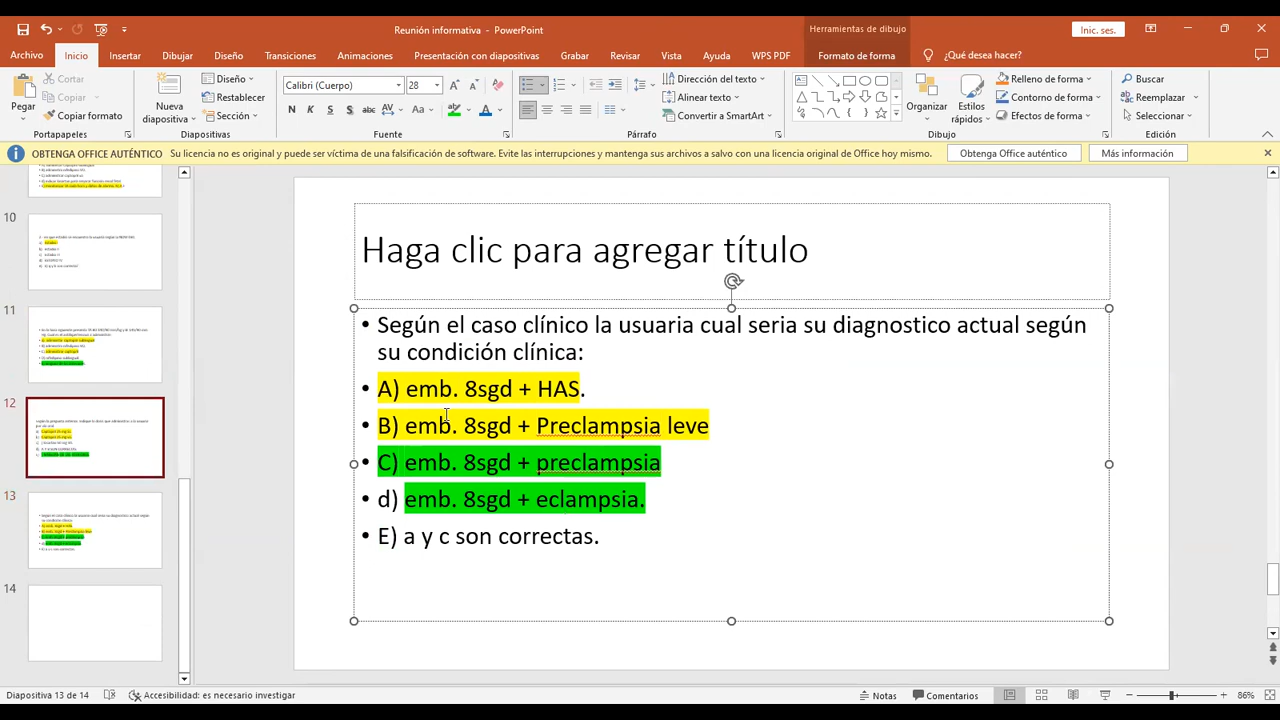 Reunión informativa - PowerPoint
Herramientas de dibujo
Inic. ses.
Archivo
Inicio
Insertar
Dibujar
Diseño
Transiciones
Animaciones
Presentación con diapositivas
Grabar
Revisar
Vista
Ayuda
WPS PDF
Formato de forma
¿Qué desea hacer?
Pegar
Cortar
Copiar
Copiar formato
Portapapeles
Nueva
diapositiva
Diseño
Restablecer
Sección
Diapositivas
Calibri (Cuerpo)
28
N K S S abc AV Aa A
Fuente
Dirección del texto
Alinear texto
Convertir a SmartArt
Párrafo
Organizar
Estilos
rápidos
Relleno de forma
Contorno de forma
Efectos de forma
Dibujo
Buscar
Reemplazar
Seleccionar
Edición
OBTENGA OFFICE AUTÉNTICO
Su licencia no es original y puede ser víctima de una falsificación de software. Evite las interrupciones y mantenga sus archivos a salvo con una licencia original de Office hoy mismo.
Obtenga Office auténtico
Más información
10
11
12
13
14
Haga clic para agregar título
• Según el caso clínico la usuaria cual seria su diagnostico actual según
su condición clínica:
• A) emb. 8sgd + HAS.
• B) emb. 8sgd + Preclampsia leve
• C) emb. 8sgd + preclampsia
• d) emb. 8sgd + eclampsia.
• E) a y c son correctas.
Diapositiva 13 de 14
Accesibilidad: es necesario investigar
Notas
Comentarios
86%